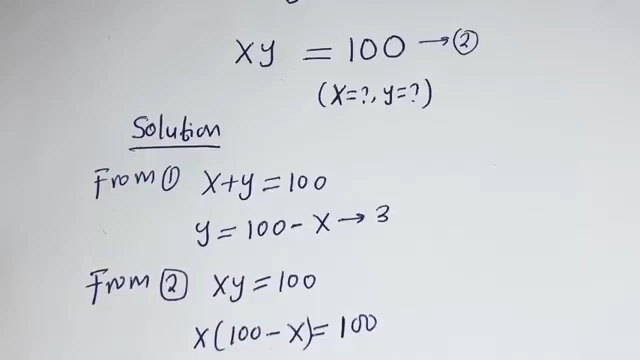 XY = 100 → ②
(X=?, Y=?)
Solution
From ① X+Y = 100
Y = 100 - X → 3
From ② XY = 100
X(100 - X) = 100